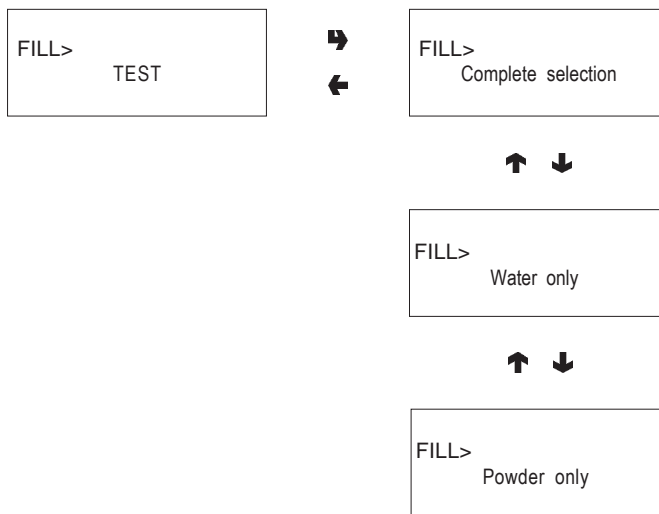 FILL>
TEST
FILL>
Complete selection
FILL>
Water only
FILL>
Powder only